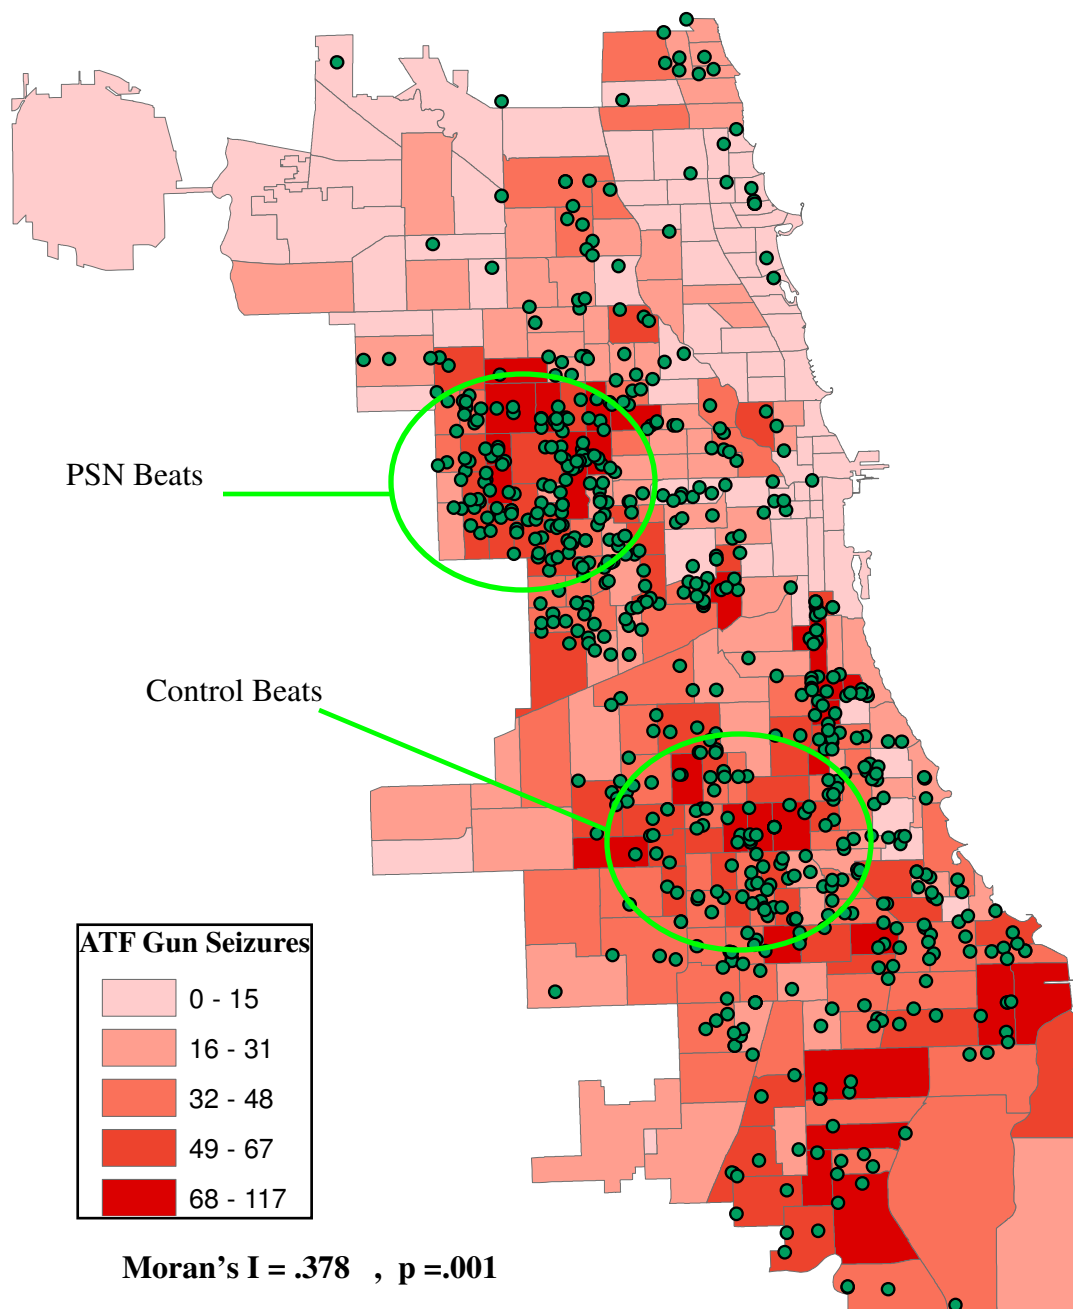 PSN Beats
Control Beats
ATF Gun Seizures
0 - 15
16 - 31
32 - 48
49 - 67
68 - 117
Moran's I = .378 , p =.001